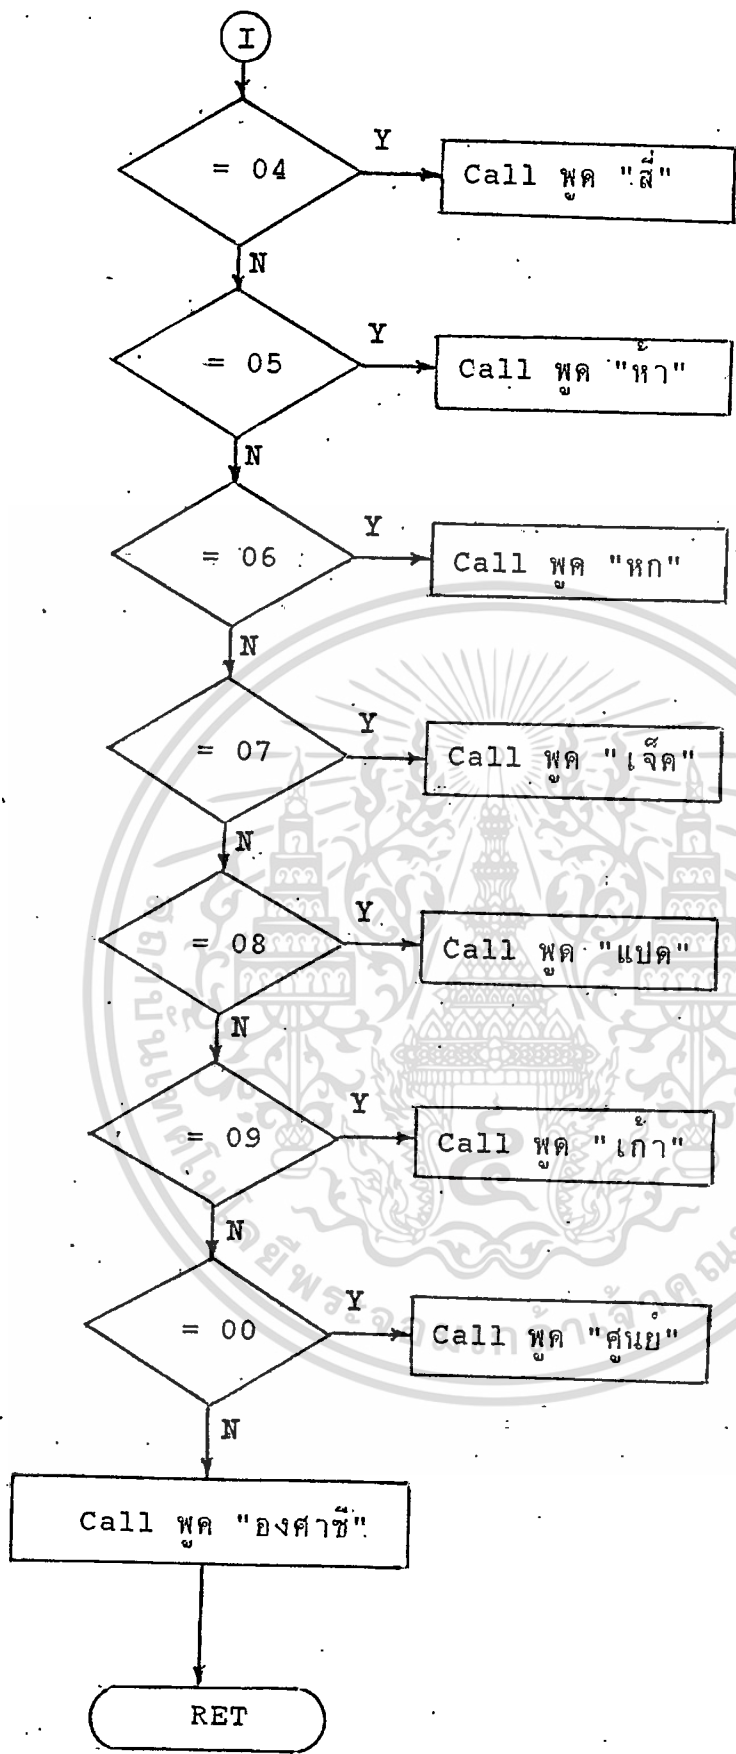 I
= 04
Y
Call พูด "สี่"
N
= 05
Y
Call พูด "ห้า"
N
= 06
Y
Call พูด "หก"
N
= 07
Y
Call พูด "เจ็ด"
N
= 08
Y
Call พูด "แปด"
N
= 09
Y
Call พูด "เก้า"
N
= 00
Y
Call พูด "ศูนย์"
N
Call พูด "องศาซี"
RET